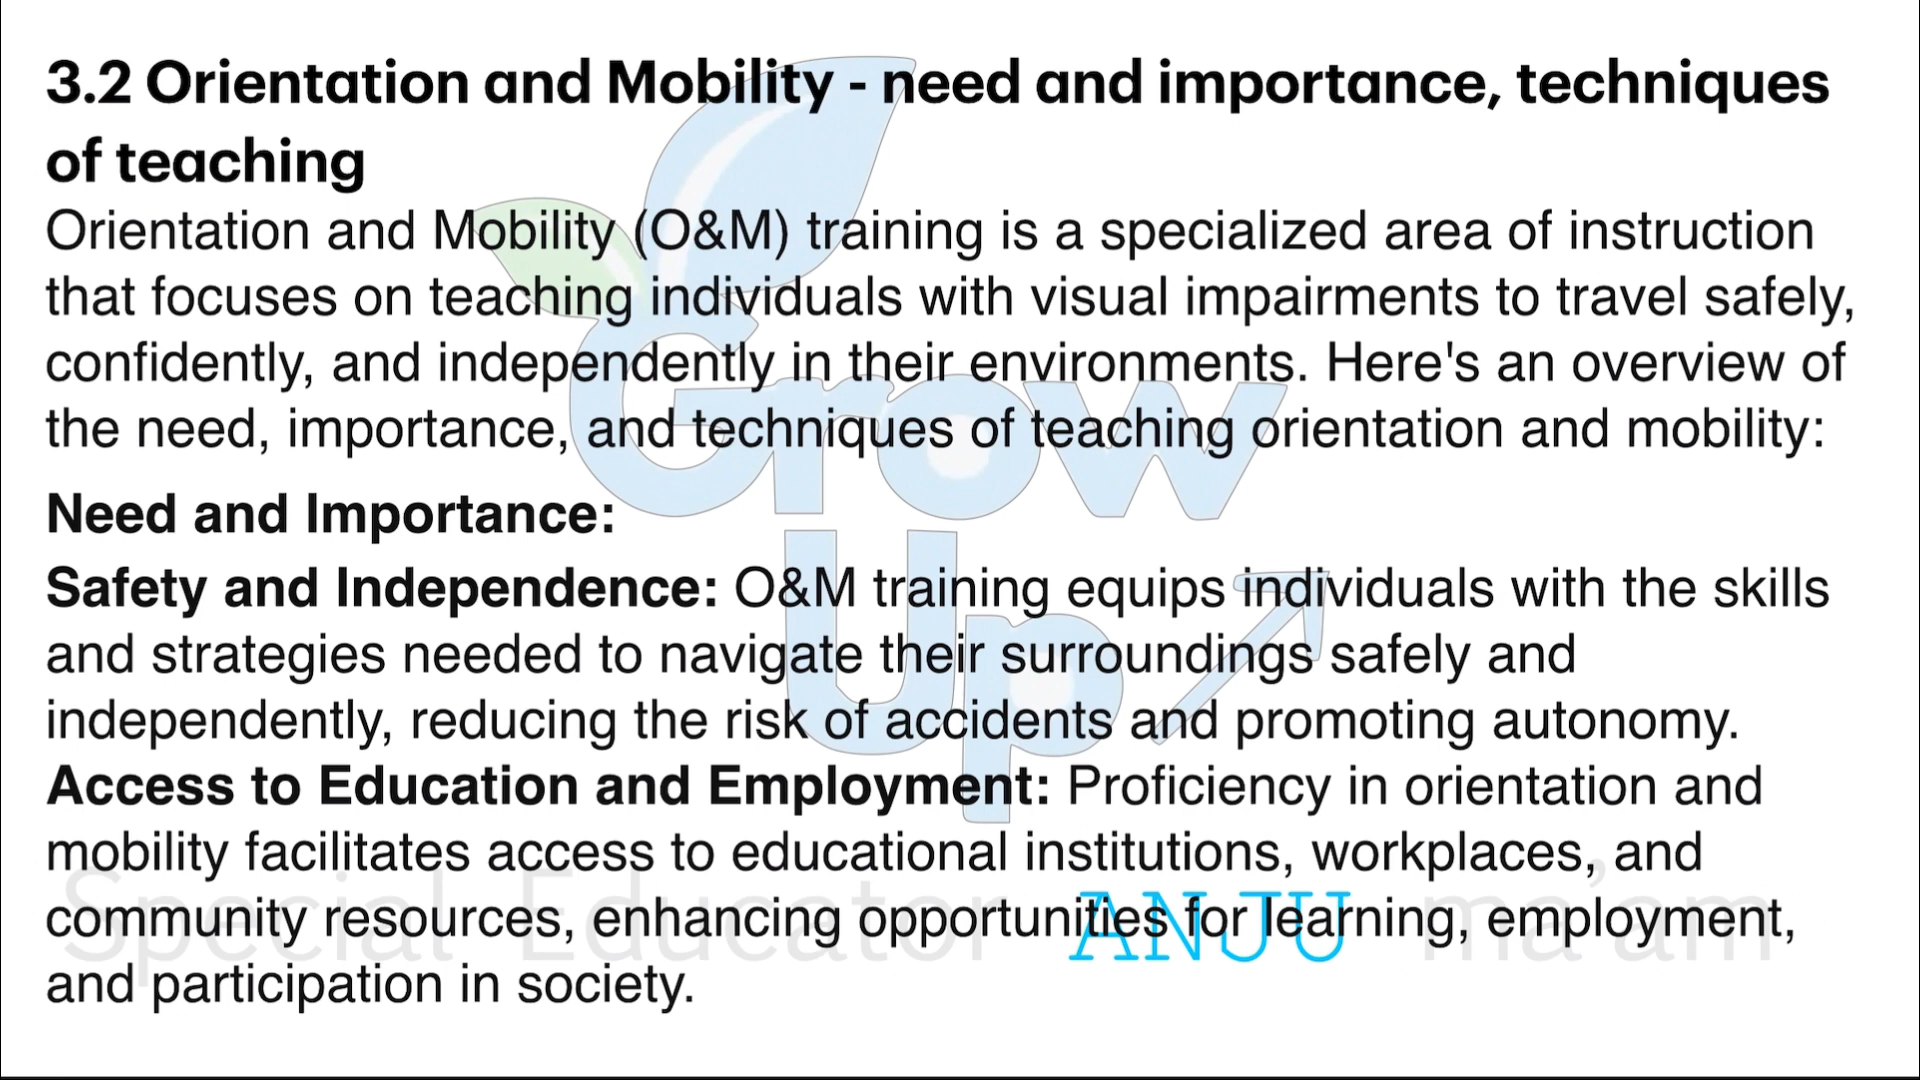 3.2 Orientation and Mobility - need and importance, techniques
of teaching
Orientation and Mobility (O&M) training is a specialized area of instruction
that focuses on teaching individuals with visual impairments to travel safely,
confidently, and independently in their environments. Here's an overview of
the need, importance, and techniques of teaching orientation and mobility:
Need and Importance:
Safety and Independence: O&M training equips individuals with the skills
and strategies needed to navigate their surroundings safely and
independently, reducing the risk of accidents and promoting autonomy.
Access to Education and Employment: Proficiency in orientation and
mobility facilitates access to educational institutions, workplaces, and
community resources, enhancing opportunities for learning, employment,
and participation in society.
Grow
Up
Special Educator ANJU ma'am